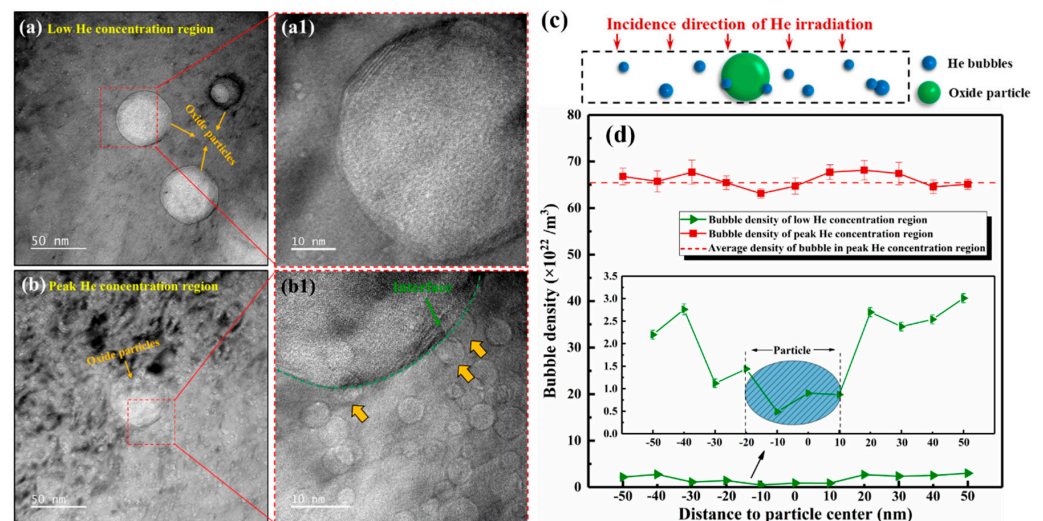 (a) Low He concentration region
Oxide particles
50 nm
(a1)
10 nm
(b) Peak He concentration region
Oxide particles
50 nm
(b1)
Interface
10 nm
(c)
Incidence direction of He irradiation
He bubbles
Oxide particle
(d)
Bubble density (×10²² /m³)
80
70
60
50
40
30
20
10
0
Bubble density of low He concentration region
Bubble density of peak He concentration region
Average density of bubble in peak He concentration region
3.5
3.0
2.5
2.0
1.5
1.0
0.5
0.0
Particle
-50 -40 -30 -20 -10 0 10 20 30 40 50
-50 -40 -30 -20 -10 0 10 20 30 40 50
Distance to particle center (nm)